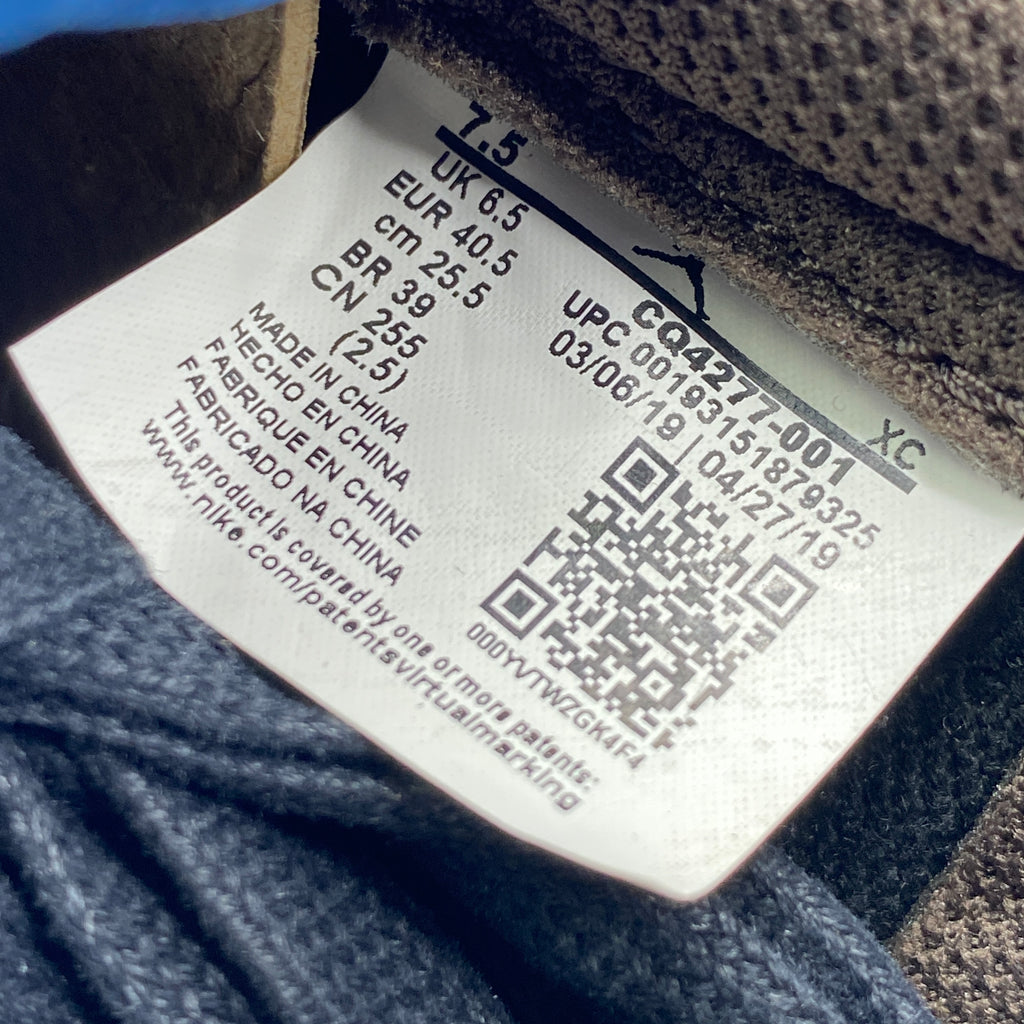 7.5
UK 6.5
EUR 40.5
cm 25.5
BR 39
CN 255
(2.5)
MADE IN CHINA
HECHO EN CHINA
FABRIQUE EN CHINE
FABRICADO NA CHINA
This product is covered by one or more patents:
www.nike.com/patentsvirtualmarking
XC
CQ4277-001
UPC 00193151879325
03/06/19 | 04/27/19
000YVTWZGK4F4